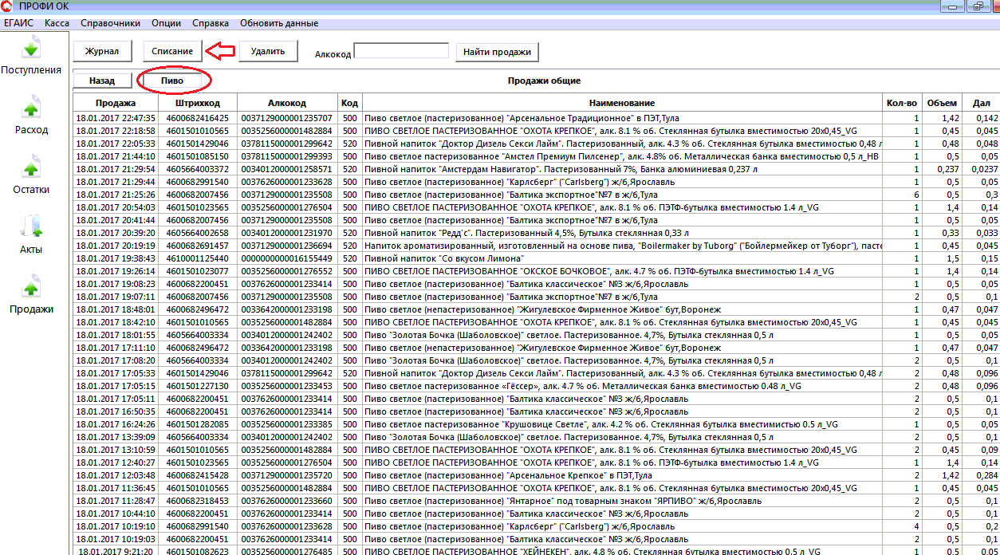 ПРОФИ ОК
ЕГАИС Касса Справочники Опции Справка Обновить данные
Поступления
Расход
Остатки
Акты
Продажи
Журнал Списание Удалить Алкокод Найти продажи
Назад Пиво Продажи общие
Продажа Штрихкод Алкокод Код Наименование Кол-во Объем Дал
18.01.2017 22:47:35 4600682416425 0037129000001235707 500 Пиво светлое (пастеризованное) "Арсенальное Традиционное" в ПЭТ,Тула 1 1,42 0,142
18.01.2017 22:18:58 4601501010565 0035256000001482884 500 ПИВО СВЕТЛОЕ ПАСТЕРИЗОВАННОЕ "ОХОТА КРЕПКОЕ", алк. 8.1 % об. Стеклянная бутылка вместимостью 20х0,45_VG 1 0,45 0,045
18.01.2017 22:05:33 4601501429046 0378115000001299642 520 Пивной напиток "Доктор Дизель Секси Лайм". Пастеризованный, алк. 4.3 % об. Стеклянная бутылка вместимостью 0,48 л 1 0,48 0,048
18.01.2017 21:44:10 4601501085150 0378115000001299393 500 Пиво светлое пастеризованное "Амстел Премиум Пилсенер", алк. 4.8% об. Металлическая банка вместимостью 0,5 л_НВ 1 0,5 0,05
18.01.2017 21:29:54 4605664003372 0034012000001258571 520 Пивной напиток "Амстердам Навигатор". Пастеризованный 7%, Банка алюминиевая 0,237 л 1 0,237 0,0237
18.01.2017 21:29:44 4600682991540 0037626000001233628 500 Пиво светлое (пастеризованное) "Карлсберг" ("Carlsberg") ж/б,Ярославль 1 0,5 0,05
18.01.2017 21:25:26 4600682007456 0037129000001235508 500 Пиво светлое (пастеризованное) "Балтика экспортное"№7 в ж/б,Тула 6 0,5 0,3
18.01.2017 20:54:03 4601501023565 0035256000001276504 500 ПИВО СВЕТЛОЕ ПАСТЕРИЗОВАННОЕ "ОХОТА КРЕПКОЕ", алк. 8.1 % об. ПЭТФ-бутылка вместимостью 1.4 л_VG 1 1,4 0,14
18.01.2017 20:41:44 4600682007456 0037129000001235508 500 Пиво светлое (пастеризованное) "Балтика экспортное"№7 в ж/б,Тула 1 0,5 0,05
18.01.2017 20:39:20 4605664002658 0034012000001231970 520 Пивной напиток "Редд'с". Пастеризованный 4,5%, Бутылка стеклянная 0,33 л 1 0,33 0,033
18.01.2017 20:19:19 4600682691457 0037129000001236694 520 Напиток ароматизированный, изготовленный на основе пива, "Boilermaker by Tuborg" ("Бойлермейкер от Туборг"), пасте 1 0,45 0,045
18.01.2017 19:38:43 4610001125440 0000000000016155449 520 Пивной напиток "Со вкусом Лимона" 1 1,5 0,15
18.01.2017 19:26:14 4601501023077 0035256000001276552 500 ПИВО СВЕТЛОЕ ПАСТЕРИЗОВАННОЕ "ОКСКОЕ БОЧКОВОЕ", алк. 4.7 % об. ПЭТФ-бутылка вместимостью 1.4 л_VG 1 1,4 0,14
18.01.2017 19:08:23 4600682200451 0037626000001233414 500 Пиво светлое (пастеризованное) "Балтика классическое" №3 ж/б,Ярославль 1 0,5 0,05
18.01.2017 19:07:11 4600682200451 0037129000001235508 500 Пиво светлое (пастеризованное) "Балтика экспортное"№7 в ж/б,Тула 2 0,5 0,1
18.01.2017 18:48:01 4600682496472 0033642000001233198 500 Пиво светлое (непастеризованное) "Жигулевское Фирменное Живое" бут,Воронеж 1 0,47 0,047
18.01.2017 18:42:10 4601501010565 0035256000001482884 500 ПИВО СВЕТЛОЕ ПАСТЕРИЗОВАННОЕ "ОХОТА КРЕПКОЕ", алк. 8.1 % об. Стеклянная бутылка вместимостью 20х0,45_VG 1 0,45 0,045
18.01.2017 18:01:55 4605664003334 0034012000001242402 500 Пиво "Золотая Бочка (Шаболовское)" светлое. Пастеризованное. 4,7%, Бутылка стеклянная 0,5 л 1 0,5 0,05
18.01.2017 17:11:10 4600682496472 0033642000001233198 500 Пиво светлое (непастеризованное) "Жигулевское Фирменное Живое" бут,Воронеж 1 0,47 0,047
18.01.2017 17:08:20 4605664003334 0034012000001242402 500 Пиво "Золотая Бочка (Шаболовское)" светлое. Пастеризованное. 4,7%, Бутылка стеклянная 0,5 л 2 0,5 0,1
18.01.2017 17:05:33 4601501429046 0378115000001299642 520 Пивной напиток "Доктор Дизель Секси Лайм". Пастеризованный, алк. 4.3 % об. Стеклянная бутылка вместимостью 0,48 л 2 0,48 0,096
18.01.2017 17:05:15 4601501227130 0035256000001233453 500 Пиво светлое пастеризованное «Гёссер», алк. 4.7 % об. Металлическая банка вместимостью 0.48 л_VG 2 0,48 0,096
18.01.2017 17:05:11 4600682200451 0037626000001233414 500 Пиво светлое (пастеризованное) "Балтика классическое" №3 ж/б,Ярославль 2 0,5 0,1
18.01.2017 16:50:35 4600682200451 0037626000001233414 500 Пиво светлое (пастеризованное) "Балтика классическое" №3 ж/б,Ярославль 2 0,5 0,1
18.01.2017 16:24:26 4601501282085 0035256000001233385 500 Пиво светлое пастеризованное "Крушовице Светле", алк. 4.2 % об. Стеклянная бутылка вместимистью 0.5 л_VG 1 0,5 0,05
18.01.2017 13:39:09 4605664003334 0034012000001242402 500 Пиво "Золотая Бочка (Шаболовское)" светлое. Пастеризованное. 4,7%, Бутылка стеклянная 0,5 л 2 0,5 0,1
18.01.2017 13:10:59 4601501010565 0035256000001482884 500 ПИВО СВЕТЛОЕ ПАСТЕРИЗОВАННОЕ "ОХОТА КРЕПКОЕ", алк. 8.1 % об. Стеклянная бутылка вместимостью 20х0,45_VG 2 0,45 0,09
18.01.2017 12:40:27 4601501023565 0035256000001276504 500 ПИВО СВЕТЛОЕ ПАСТЕРИЗОВАННОЕ "ОХОТА КРЕПКОЕ", алк. 8.1 % об. ПЭТФ-бутылка вместимостью 1.4 л_VG 1 1,4 0,14
18.01.2017 12:03:48 4600682415428 0037129000001235720 500 Пиво светлое (пастеризованное) "Арсенальное Крепкое" в ПЭТ,Тула 2 1,42 0,284
18.01.2017 11:36:45 4601501010565 0035256000001482884 500 ПИВО СВЕТЛОЕ ПАСТЕРИЗОВАННОЕ "ОХОТА КРЕПКОЕ", алк. 8.1 % об. Стеклянная бутылка вместимостью 20х0,45_VG 1 0,45 0,045
18.01.2017 11:28:47 4600682318453 0037626000001233660 500 Пиво светлое (пастеризованное) "Янтарное" под товарным знаком "ЯРПИВО" ж/б,Ярославль 2 0,5 0,1
18.01.2017 10:44:10 4600682200451 0037626000001233414 500 Пиво светлое (пастеризованное) "Балтика классическое" №3 ж/б,Ярославль 2 0,5 0,1
18.01.2017 10:19:10 4600682991540 0037626000001233628 500 Пиво светлое (пастеризованное) "Карлсберг" ("Carlsberg") ж/б,Ярославль 4 0,5 0,2
18.01.2017 10:19:03 4600682200451 0037626000001233414 500 Пиво светлое (пастеризованное) "Балтика классическое" №3 ж/б,Ярославль 2 0,5 0,1
18.01.2017 9:21:20 4601501082623 0035256000001276485 500 ПИВО СВЕТЛОЕ ПАСТЕРИЗОВАННОЕ "ХЕЙНЕКЕН", алк. 4.8 % об. Стеклянная бутылка вместимостью 0.5 л_VG 1 0,5 0,05